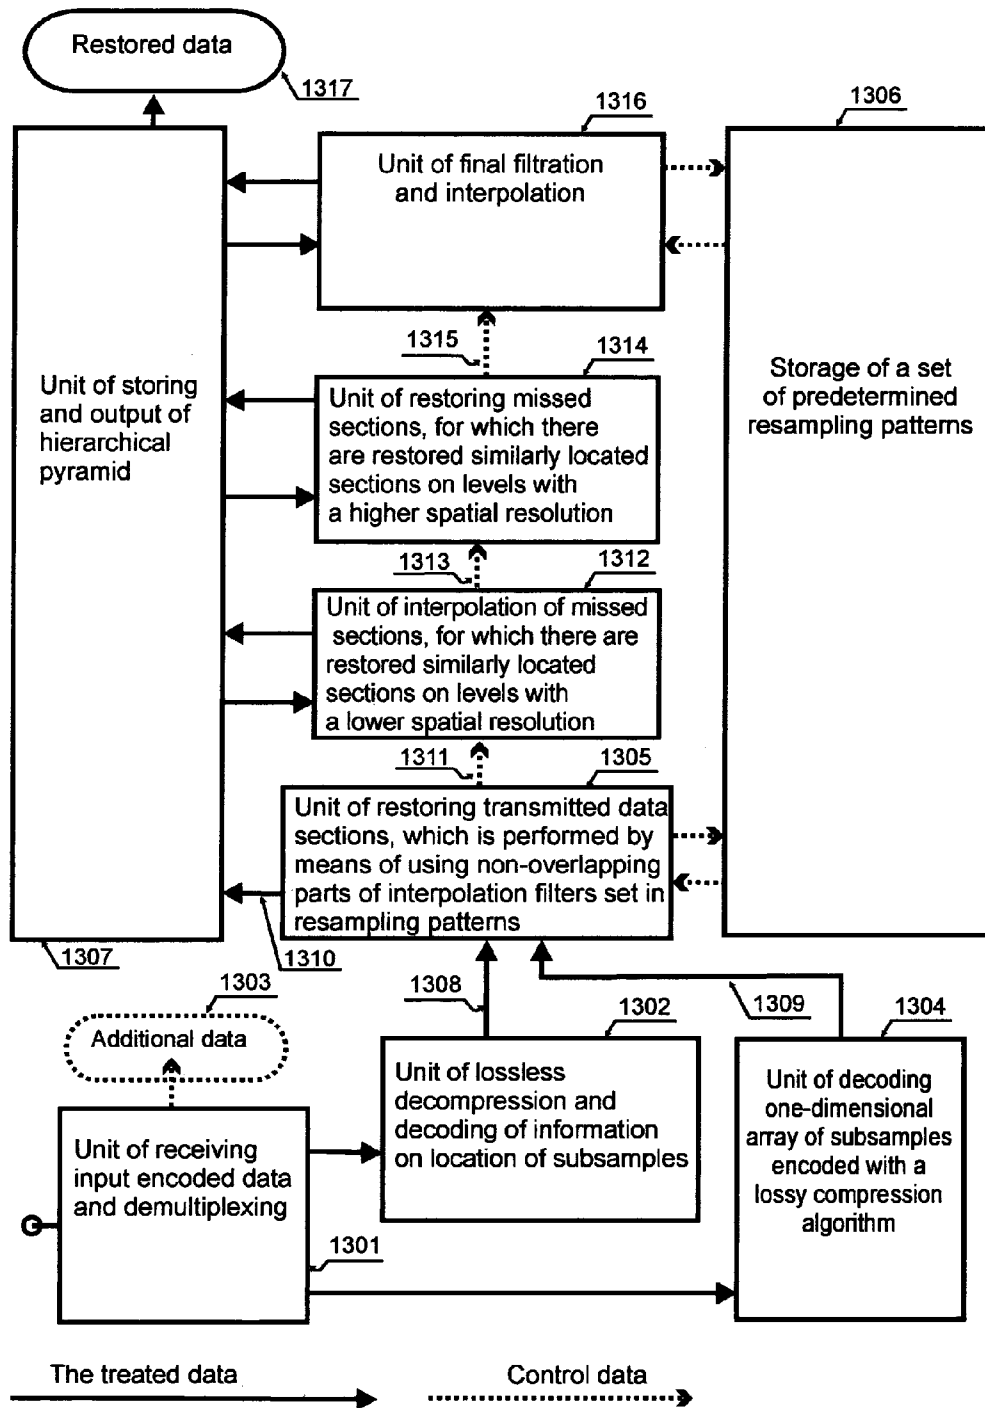 Restored data
1317
1316
1306
Unit of final filtration
and interpolation
1315
1314
Unit of storing
and output of
hierarchical
pyramid
Unit of restoring missed
sections, for which there
are restored similarly located
sections on levels with
a higher spatial resolution
Storage of a set
of predetermined
resampling patterns
1313
1312
Unit of interpolation of missed
sections, for which there are
restored similarly located
sections on levels with
a lower spatial resolution
1311
1305
Unit of restoring transmitted data
sections, which is performed by
means of using non-overlapping
parts of interpolation filters set in
resampling patterns
1307
1310
1303
1308
1302
1309
1304
Additional data
Unit of receiving
input encoded data
and demultiplexing
Unit of lossless
decompression and
decoding of information
on location of subsamples
Unit of decoding
one-dimensional
array of subsamples
encoded with a
lossy compression
algorithm
1301
The treated data
Control data